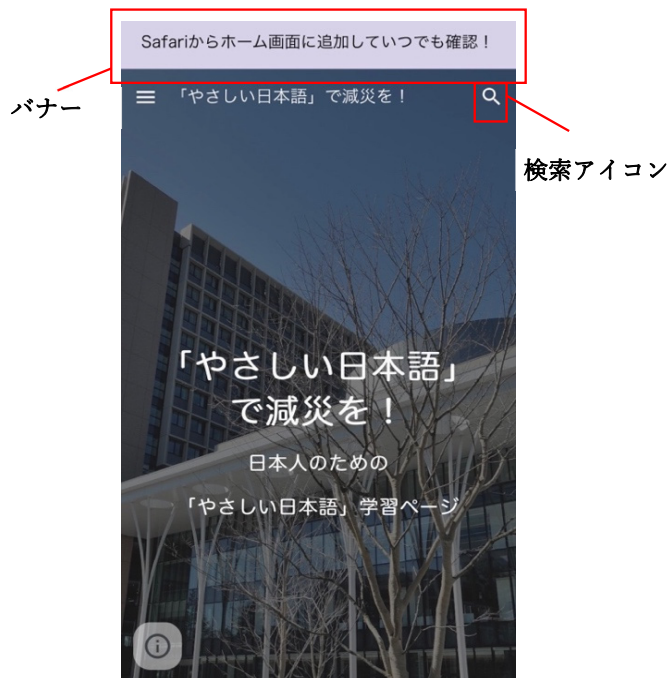 Safariからホーム画面に追加していつでも確認！
「やさしい日本語」で減災を！
バナー
検索アイコン
「やさしい日本語」
で減災を！
日本人のための
「やさしい日本語」学習ページ